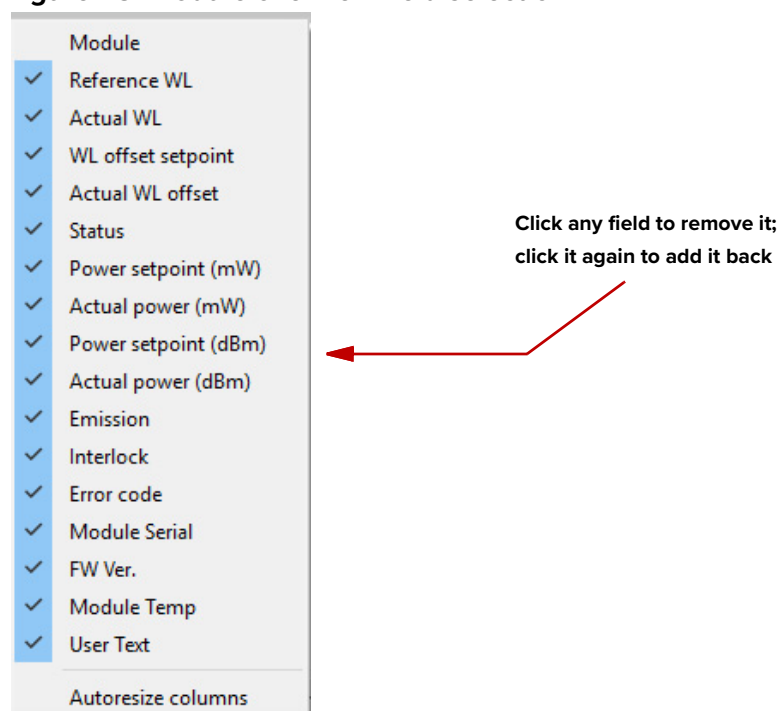 Module
Reference WL
Actual WL
WL offset setpoint
Actual WL offset
Status
Power setpoint (mW)
Actual power (mW)
Power setpoint (dBm)
Actual power (dBm)
Emission
Interlock
Error code
Module Serial
FW Ver.
Module Temp
User Text
Autoresize columns
Click any field to remove it;
click it again to add it back